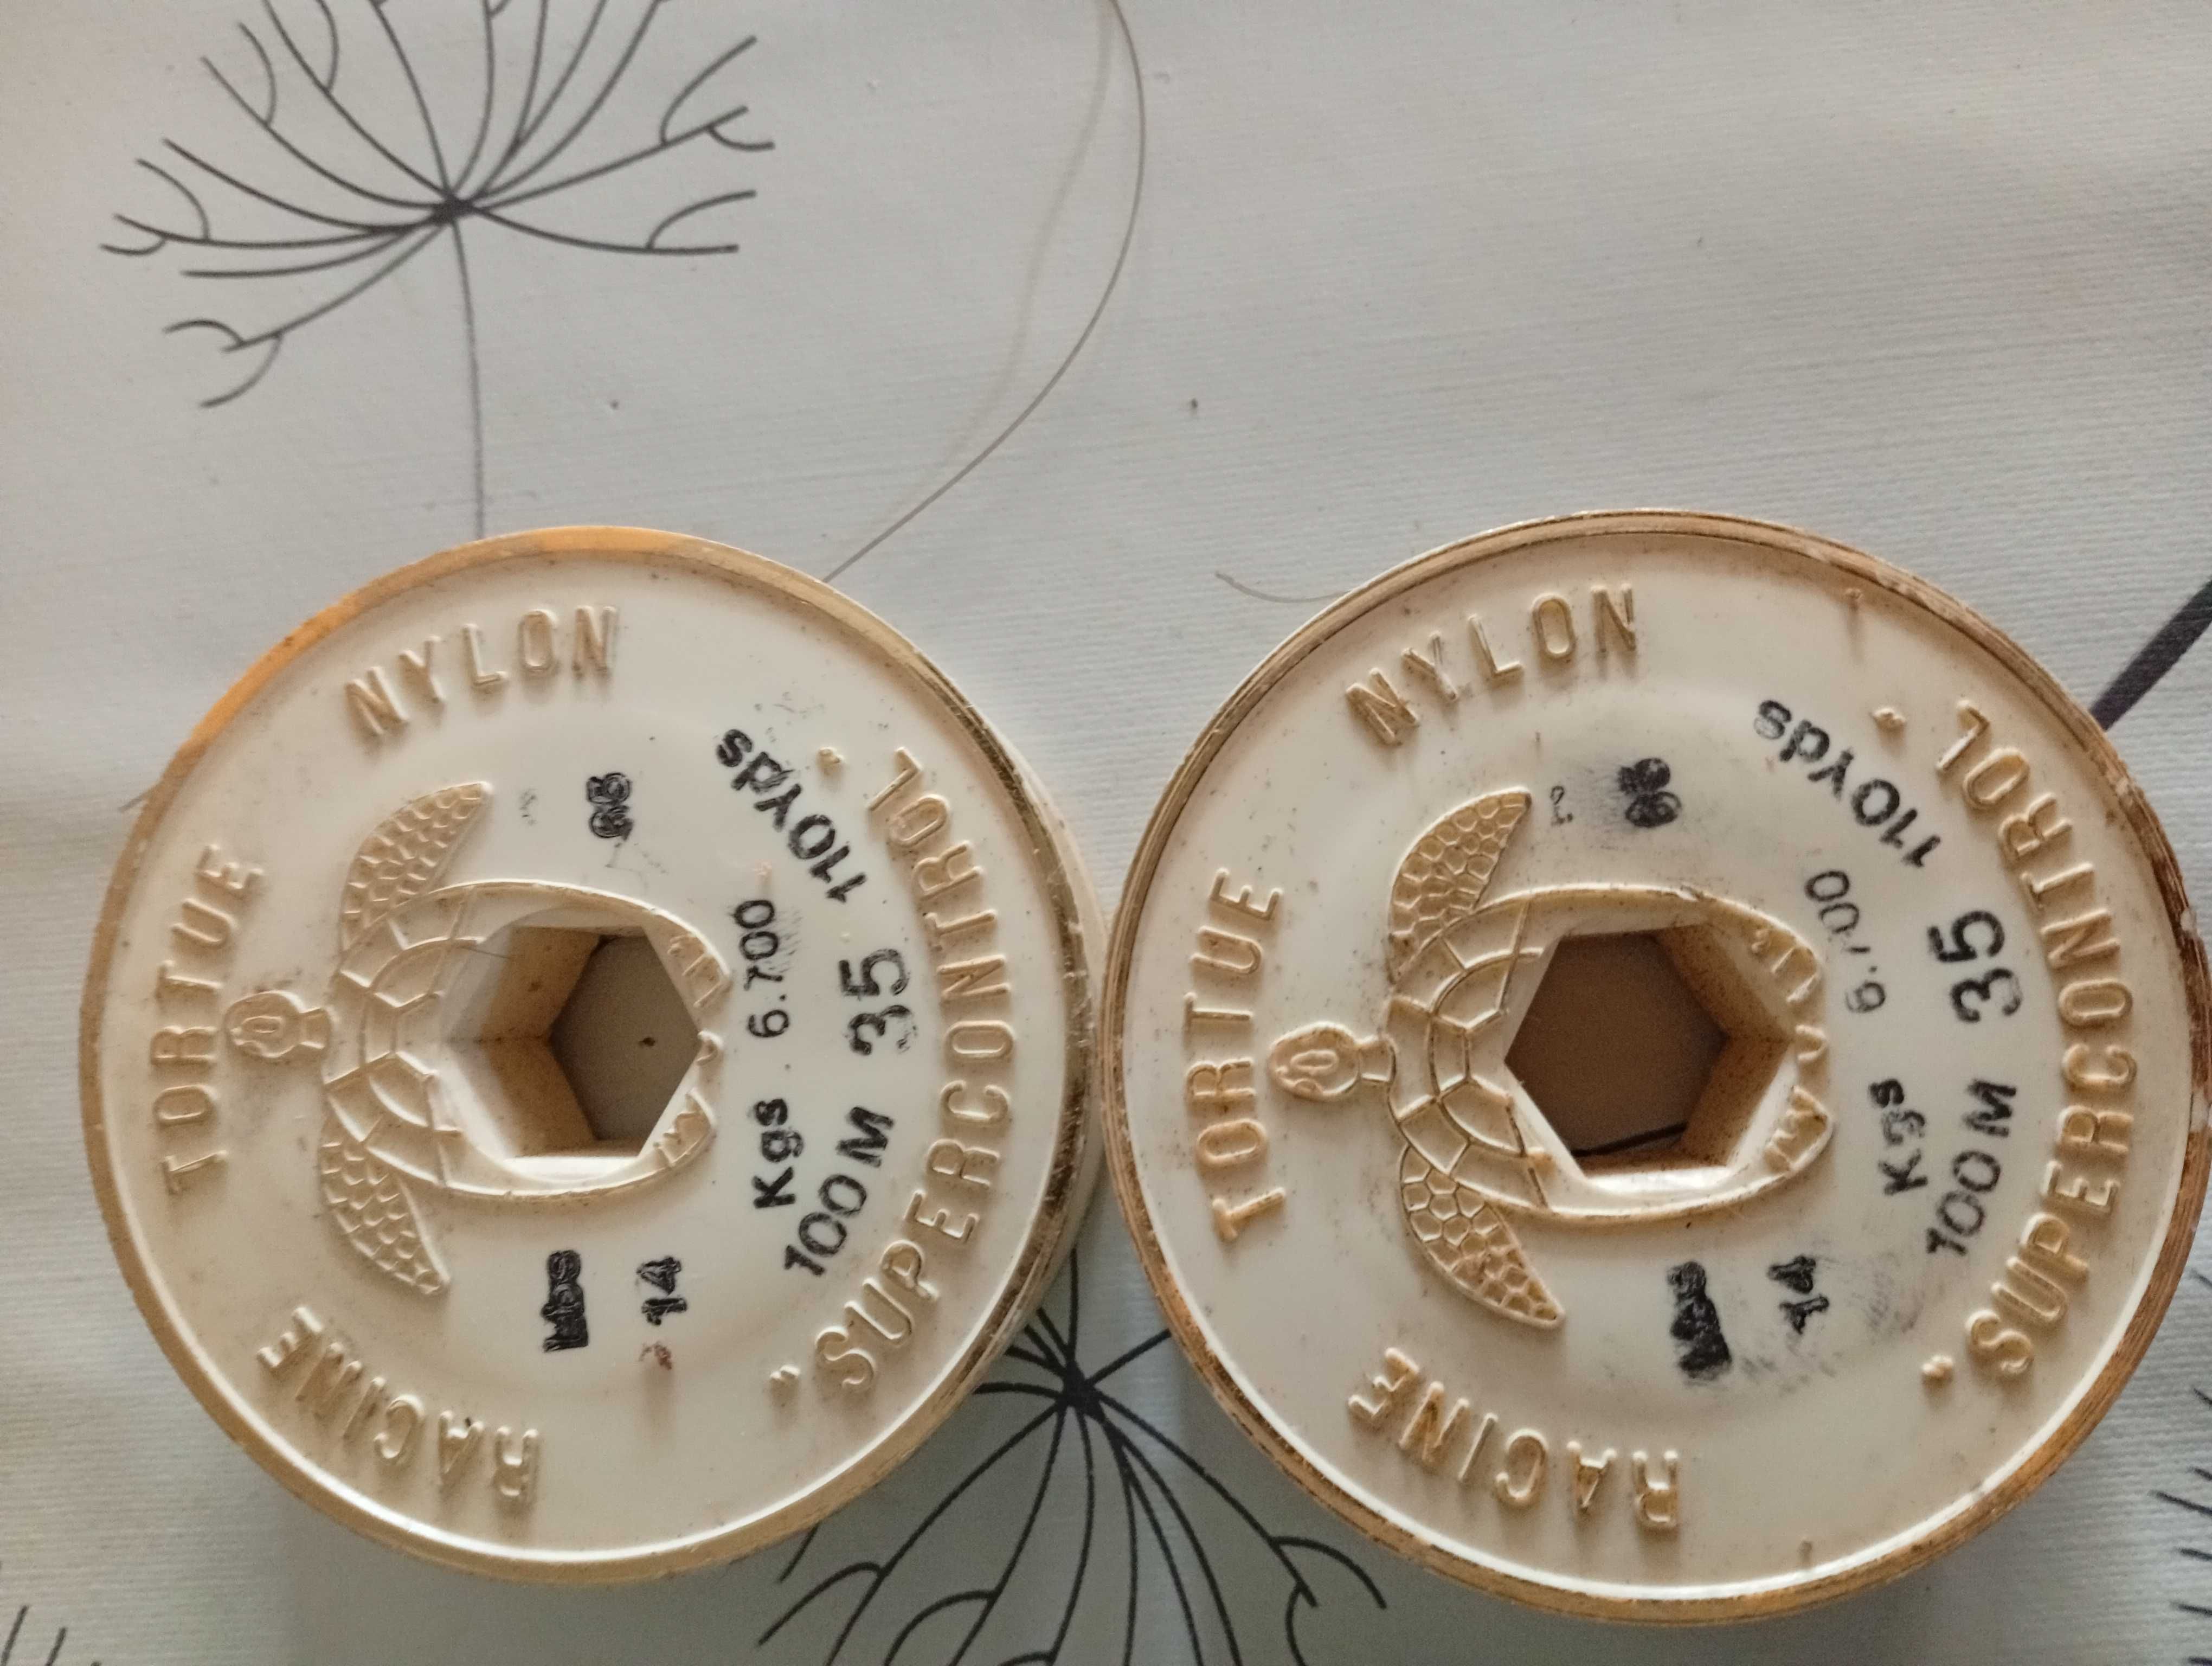 RACINE TORTUE NYLON
Kgs 6.700
14
100M 35 110Yds
"SUPERCONTROL"
RACINE TORTUE NYLON
Kgs 6.700
14
100M 35 110Yds
"SUPERCONTROL"